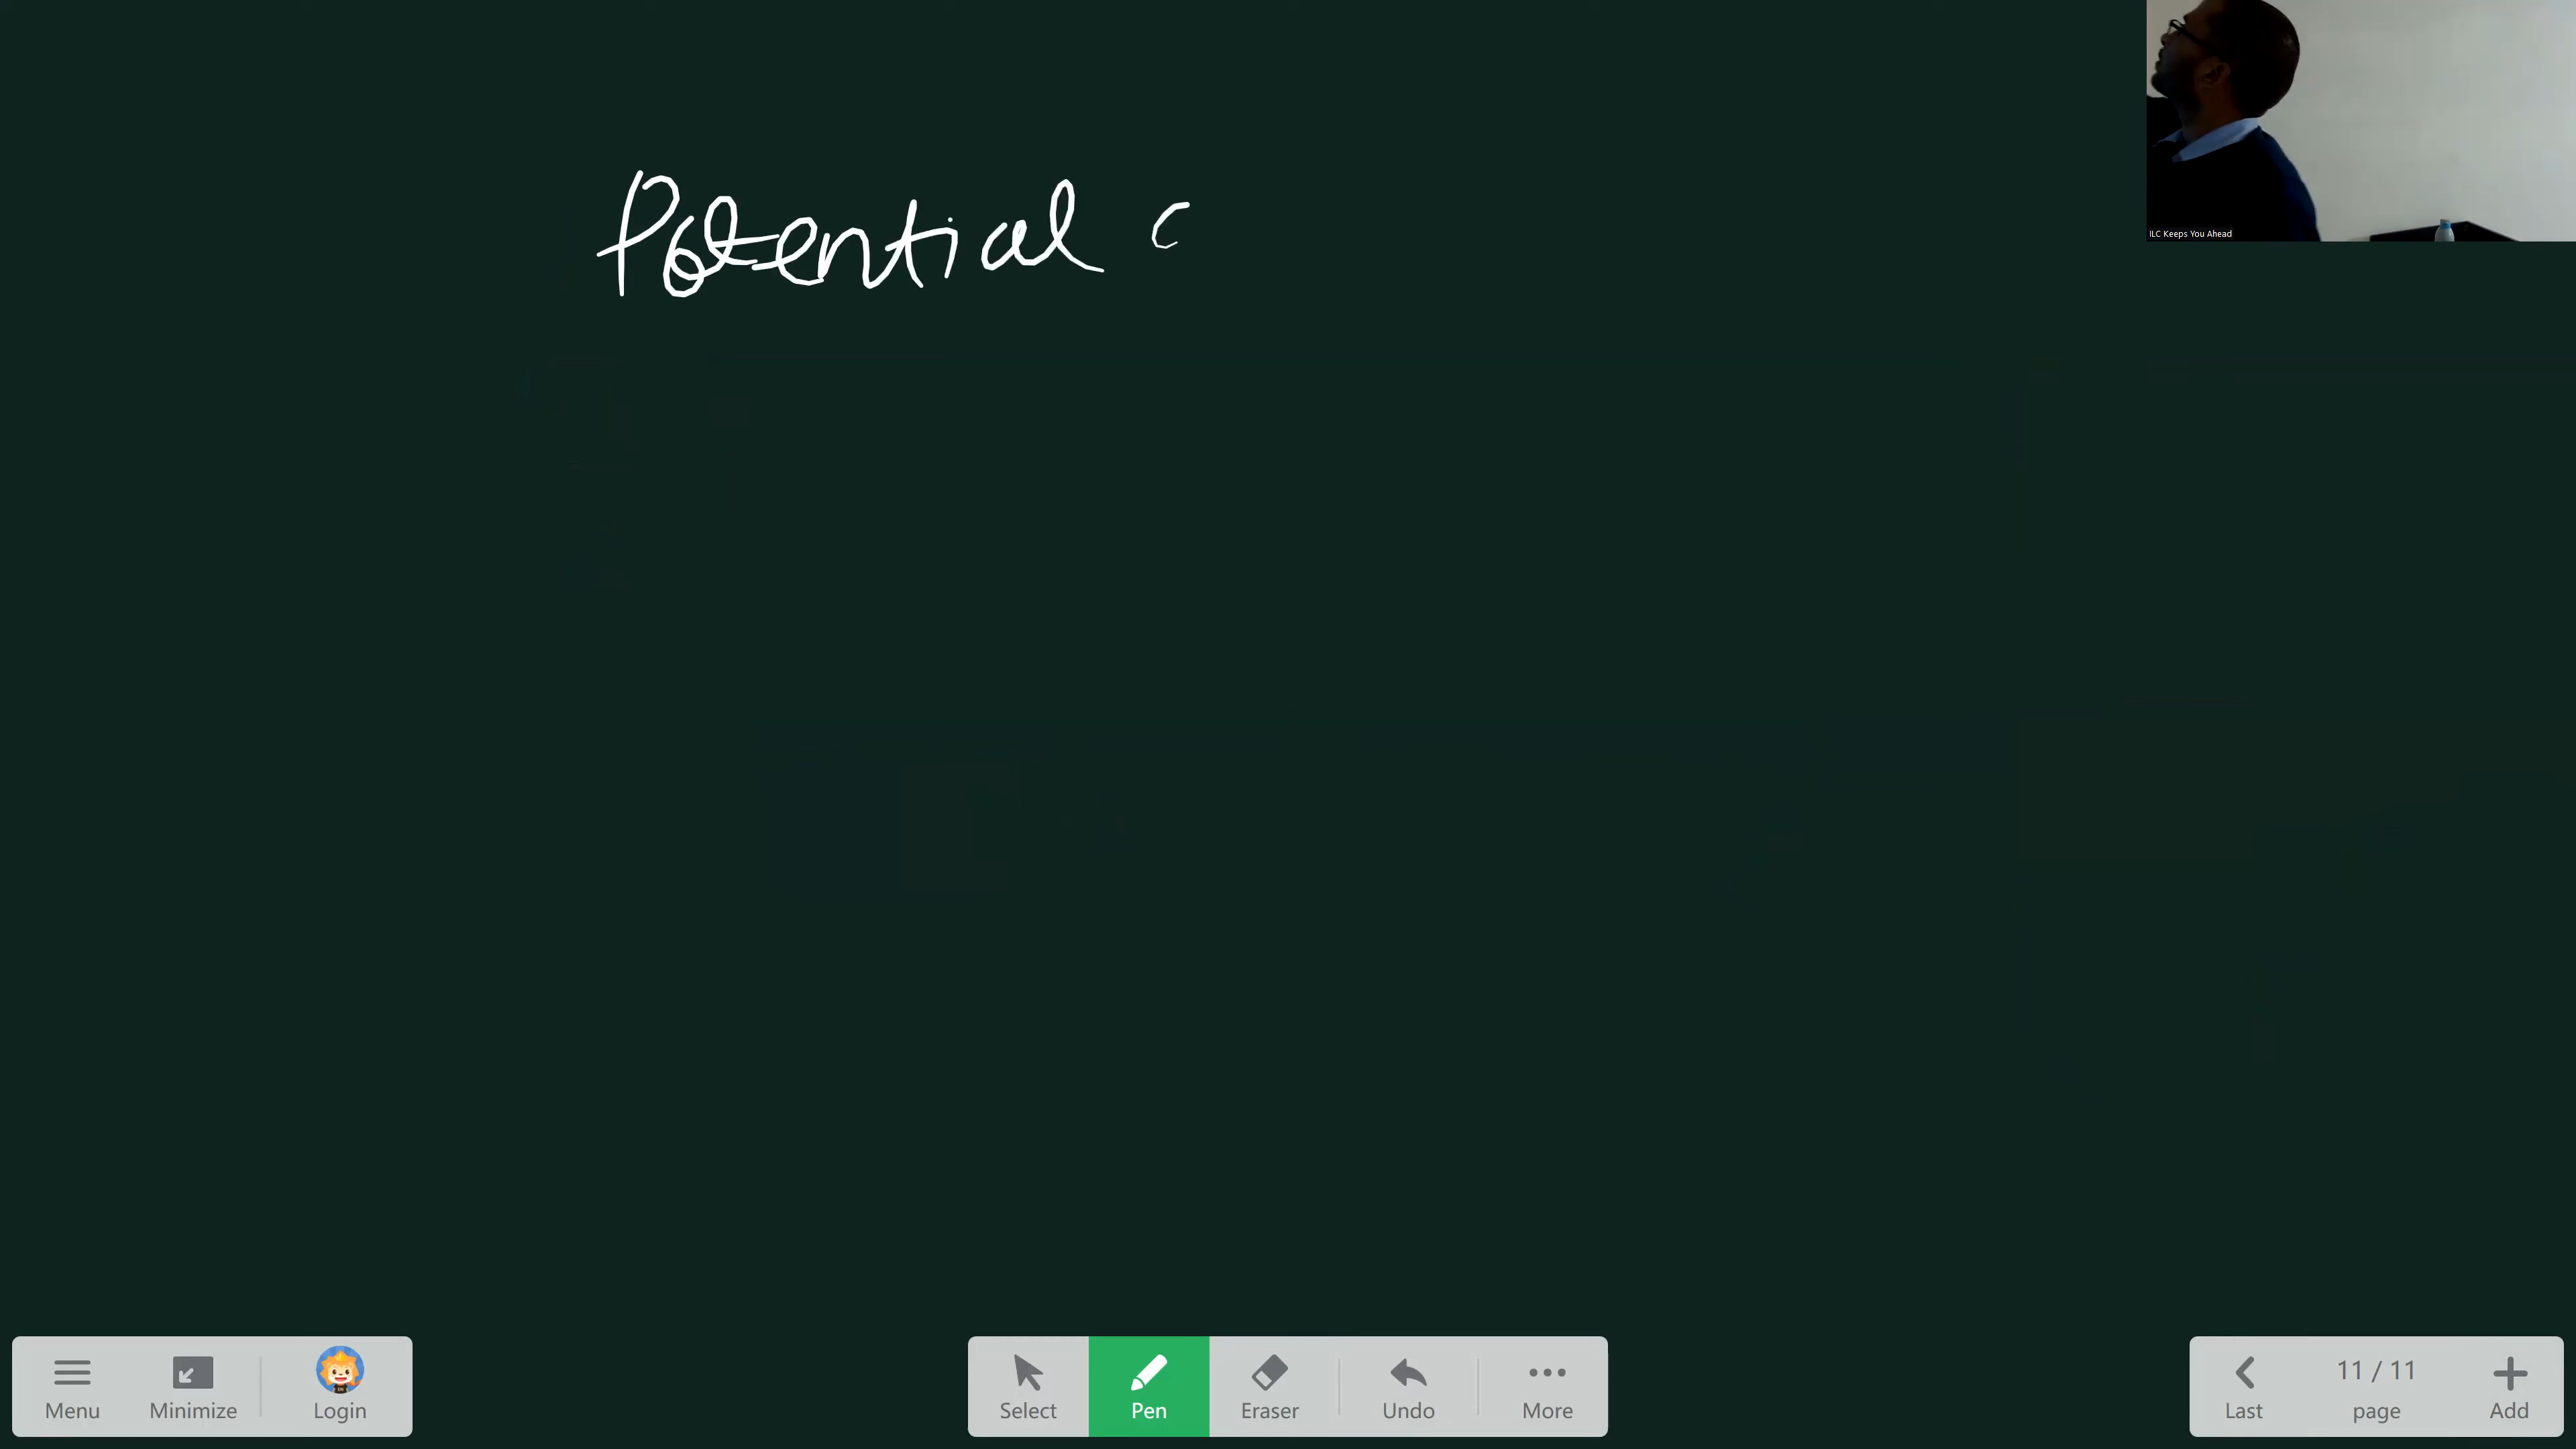 Potential
ILC Keeps You Ahead
Menu
Minimize
Login
Select
Pen
Eraser
Undo
More
Last
11 / 11
page
Add